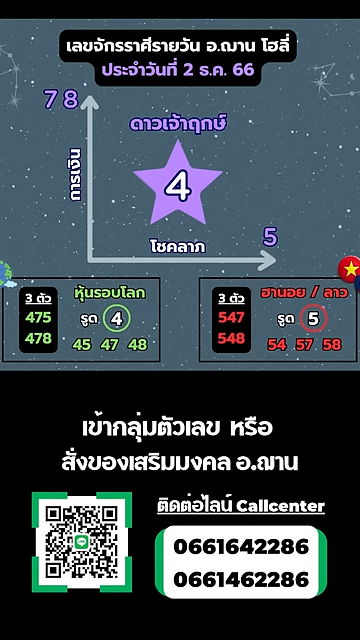 เลขจักรราศีรายวัน อ.ฌาน โฮลี่
ประจำวันที่ 2 ธ.ค. 66
7 8
ดาวเจ้าฤกษ์
การเงิน
4
โชคลาภ
5
3 ตัว
475
478
หุ้นรอบโลก
รูด 4
45 47 48
3 ตัว
547
548
ฮานอย / ลาว
รูด 5
54 57 58
เข้ากลุ่มตัวเลข หรือ
สั่งของเสริมมงคล อ.ฌาน
ติดต่อไลน์ Callcenter
0661642286
0661462286